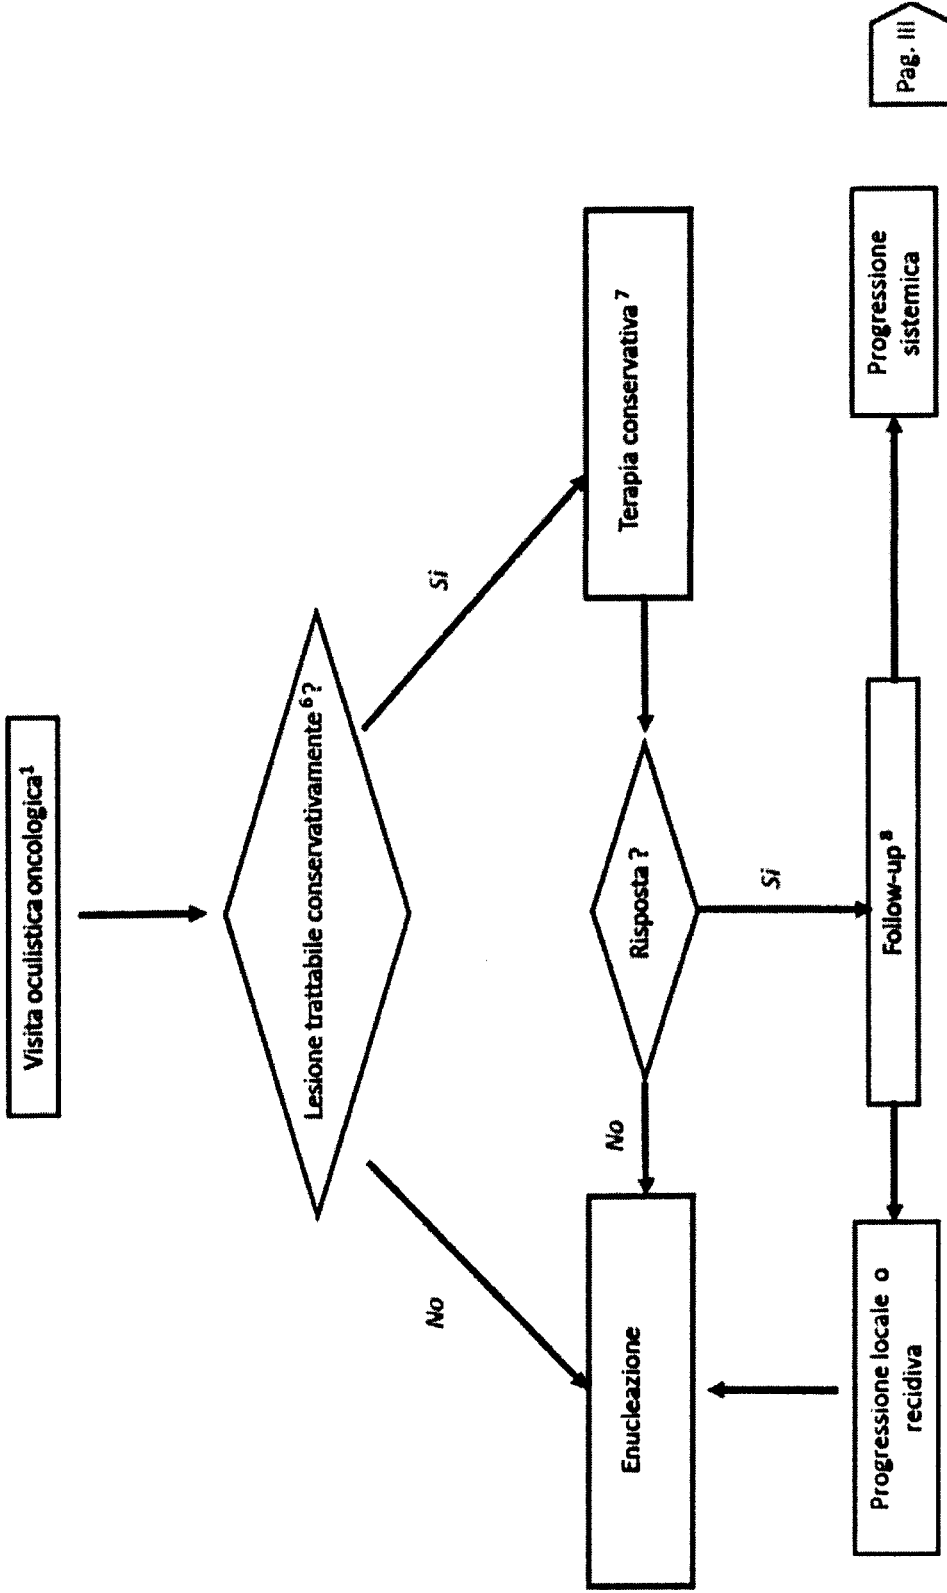 Visita oculistica oncologica¹
Lesione trattabile conservativamente⁶ ?
No
Si
Enucleazione
No
Risposta ?
Terapia conservativa⁷
Si
Progressione locale o
recidiva
Follow-up⁸
Progressione
sistemica
Pag. III